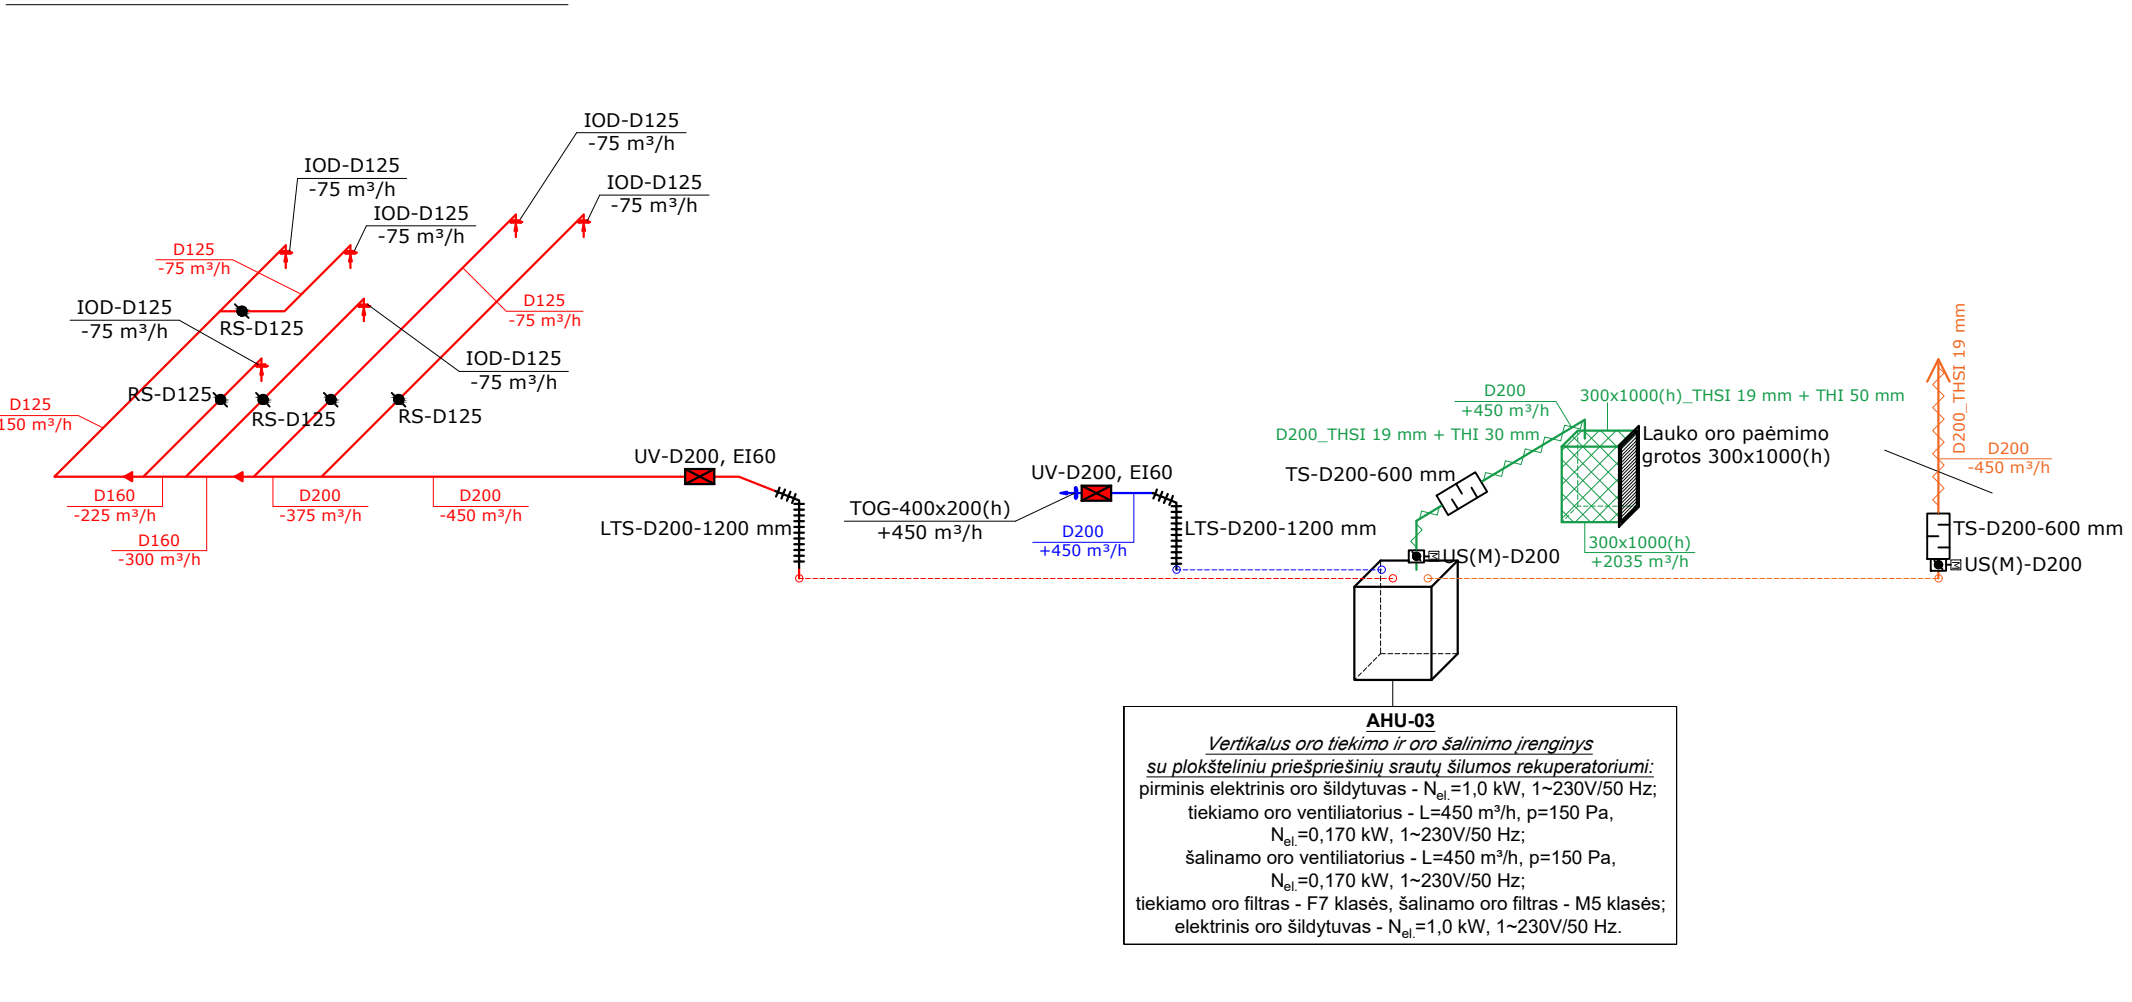 IOD-D125
-75 m³/h
IOD-D125
-75 m³/h
IOD-D125
-75 m³/h
IOD-D125
-75 m³/h
D125
-75 m³/h
IOD-D125
-75 m³/h
RS-D125
D125
-75 m³/h
IOD-D125
-75 m³/h
RS-D125
RS-D125
RS-D125
D125
150 m³/h
D160
-225 m³/h
D160
-300 m³/h
D200
-375 m³/h
D200
-450 m³/h
UV-D200, EI60
LTS-D200-1200 mm
TOG-400x200(h)
+450 m³/h
UV-D200, EI60
D200
+450 m³/h
LTS-D200-1200 mm
D200
+450 m³/h
300x1000(h)_THSI 19 mm + THI 50 mm
D200_THSI 19 mm + THI 30 mm
Lauko oro paėmimo
grotos 300x1000(h)
TS-D200-600 mm
US(M)-D200
300x1000(h)
+2035 m³/h
D200_THSI 19 mm
D200
-450 m³/h
TS-D200-600 mm
M
M
US(M)-D200
AHU-03
Vertikalus oro tiekimo ir oro šalinimo įrenginys
su plokšteliniu priešpriešinių srautų šilumos rekuperatoriumi:
pirminis elektrinis oro šildytuvas - Nel.=1,0 kW, 1~230V/50 Hz;
tiekiamo oro ventiliatorius - L=450 m³/h, p=150 Pa,
Nel.=0,170 kW, 1~230V/50 Hz;
šalinamo oro ventiliatorius - L=450 m³/h, p=150 Pa,
Nel.=0,170 kW, 1~230V/50 Hz;
tiekiamo oro filtras - F7 klasės, šalinamo oro filtras - M5 klasės;
elektrinis oro šildytuvas - Nel.=1,0 kW, 1~230V/50 Hz.